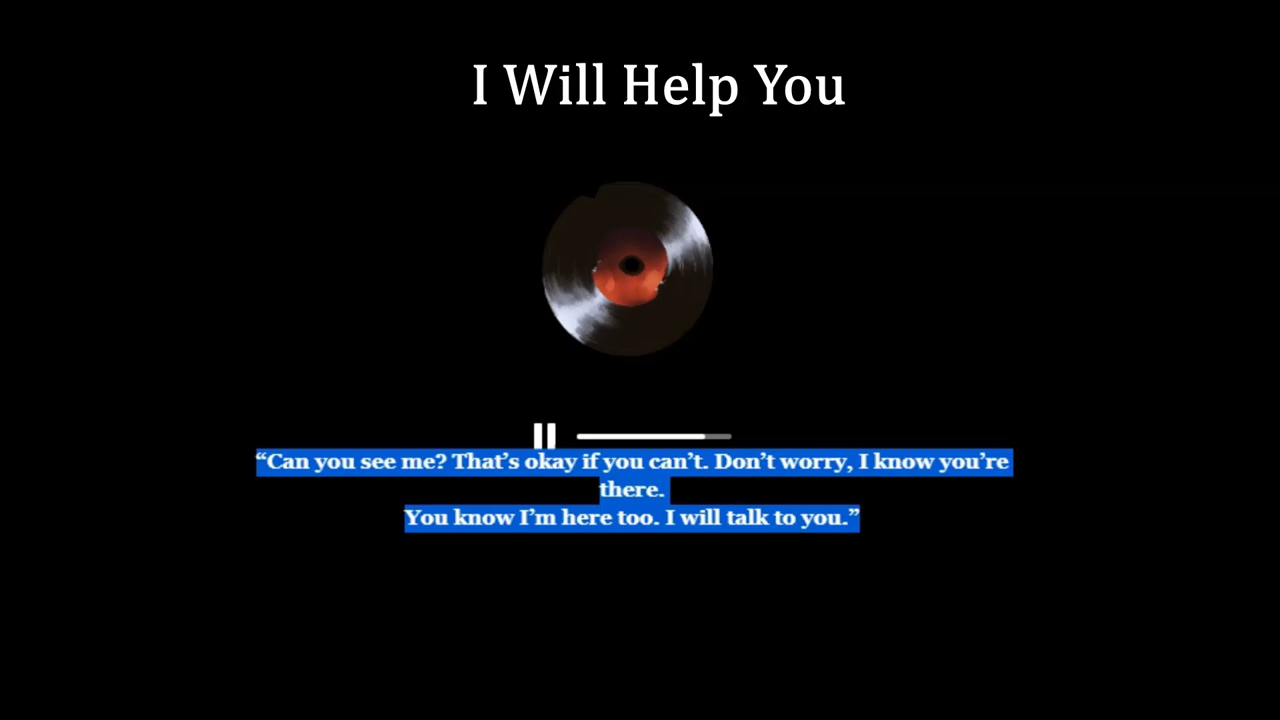 I Will Help You
“Can you see me? That’s okay if you can’t. Don’t worry, I know you’re
there.
You know I’m here too. I will talk to you.”